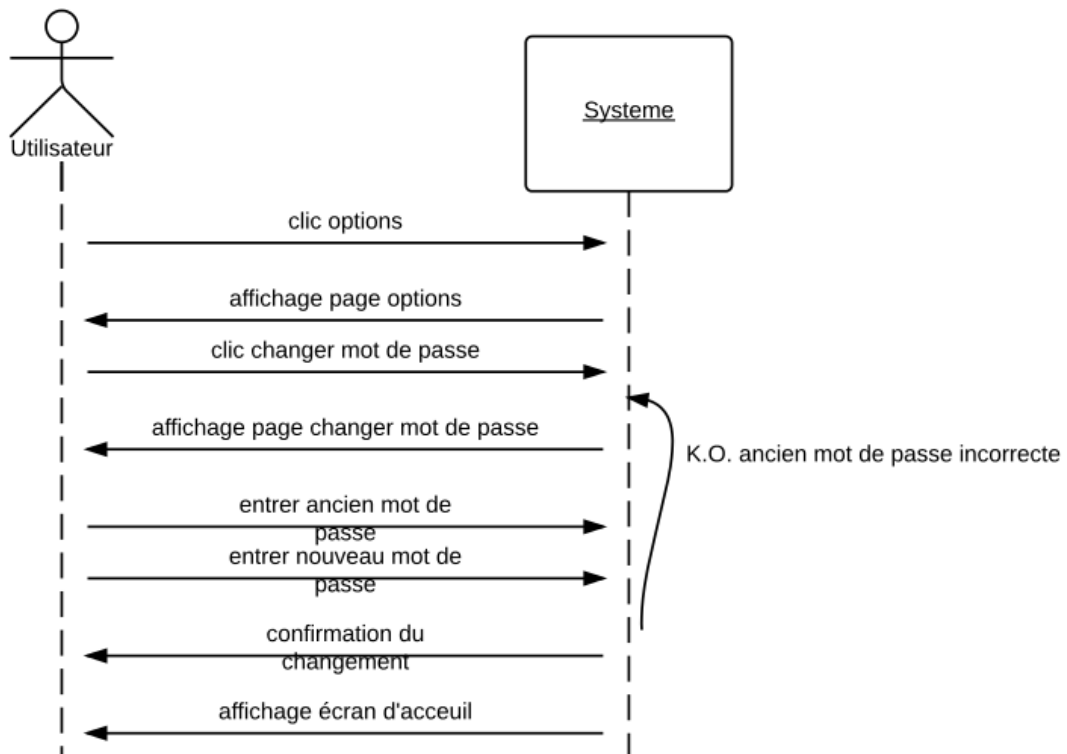 Utilisateur
Systeme
clic options
affichage page options
clic changer mot de passe
affichage page changer mot de passe
K.O. ancien mot de passe incorrecte
entrer ancien mot de
passe
entrer nouveau mot de
passe
confirmation du
changement
affichage écran d'acceuil